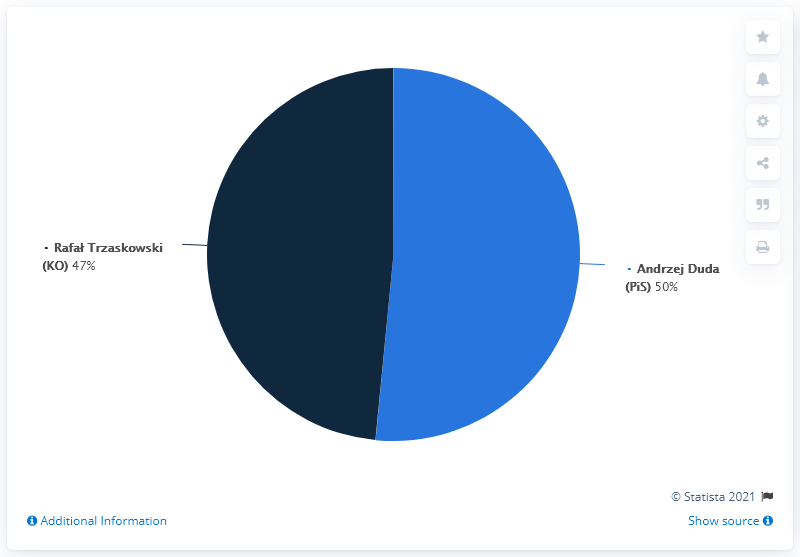 - Rafał Trzaskowski
(KO) 47%
- Andrzej Duda
(PiS) 50%
© Statista 2021
Additional Information
Show source